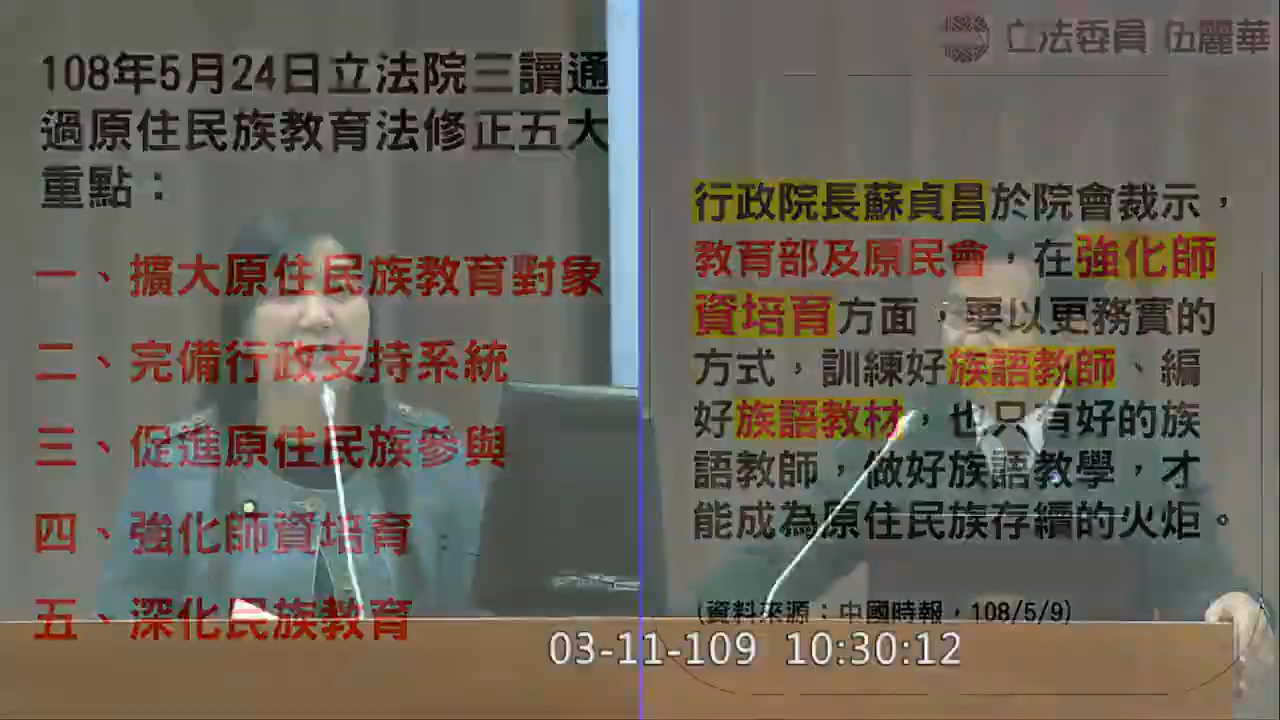 108年5月24日立法院三讀通
過原住民族教育法修正五大
重點：
一、擴大原住民族教育對象
二、完備行政支持系統
三、促進原住民族參與
四、強化師資培育
五、深化民族教育
立法委員 伍麗華
行政院長蘇貞昌於院會裁示，
教育部及原民會，在強化師
資培育方面，要以更務實的
方式，訓練好族語教師、編
好族語教材，也只有好的族
語教師，做好族語教學，才
能成為原住民族存續的火炬。
(資料來源：中國時報，108/5/9)
03-11-109 10:30:12